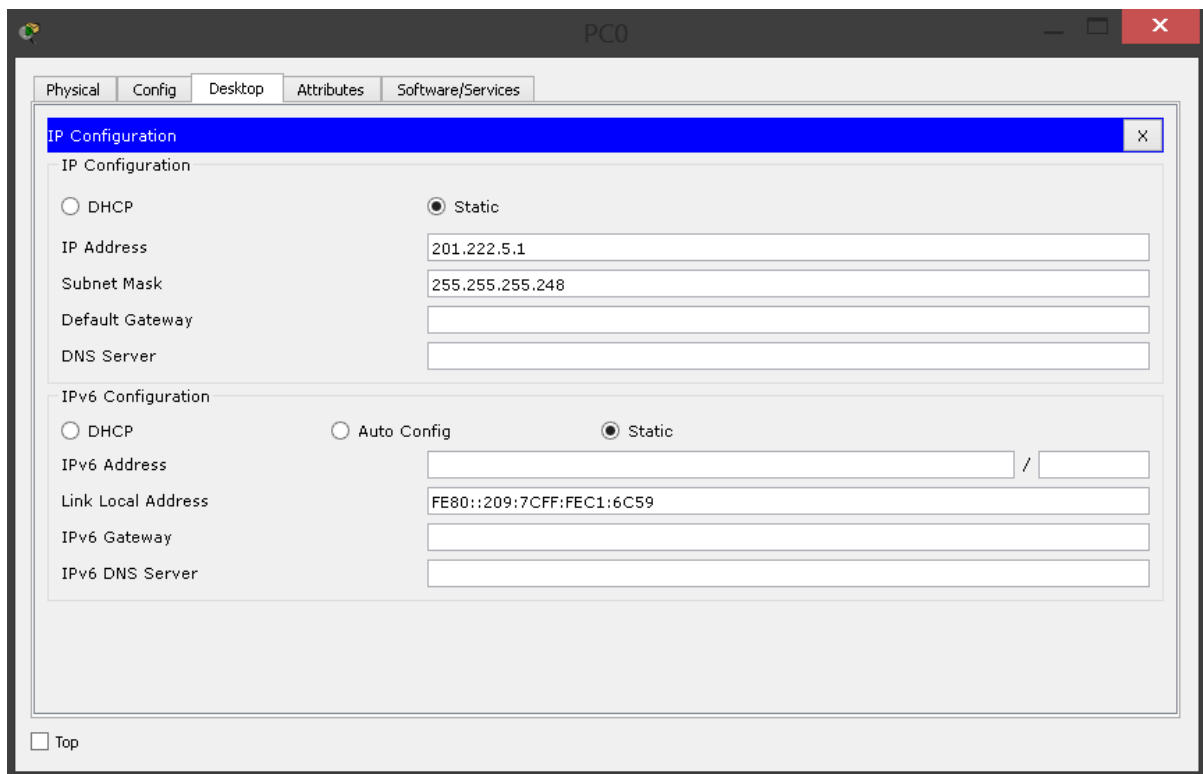 PC0
X
Physical Config Desktop Attributes Software/Services
IP Configuration X
IP Configuration
DHCP Static
IP Address 201.222.5.1
Subnet Mask 255.255.255.248
Default Gateway
DNS Server
IPv6 Configuration
DHCP Auto Config Static
IPv6 Address /
Link Local Address FE80::209:7CFF:FEC1:6C59
IPv6 Gateway
IPv6 DNS Server
Top